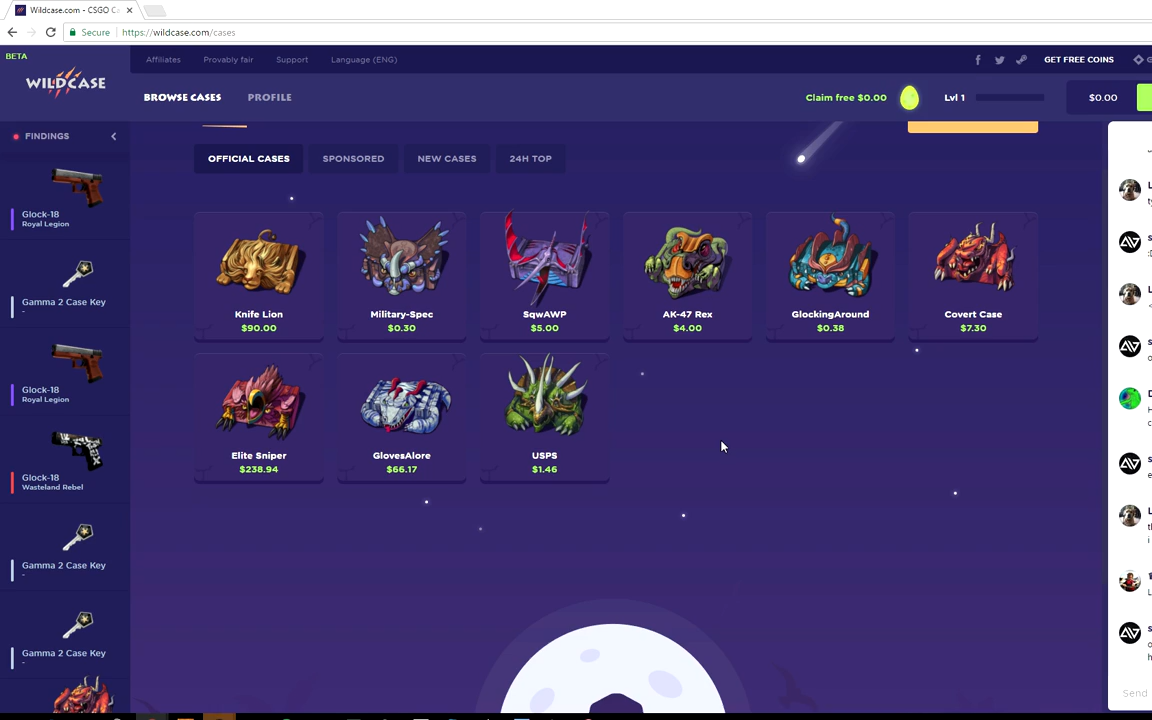 Wildcase.com - CSGO C
Secure
https://wildcase.com/cases
BETA
WILDCASE
Affiliates
Provably fair
Support
Language (ENG)
GET FREE COINS
BROWSE CASES
PROFILE
Claim free $0.00
Lvl 1
$0.00
FINDINGS
OFFICIAL CASES
SPONSORED
NEW CASES
24H TOP
Glock-18
Royal Legion
Gamma 2 Case Key
-
Glock-18
Royal Legion
Glock-18
Wasteland Rebel
Gamma 2 Case Key
-
Gamma 2 Case Key
-
Knife Lion
$90.00
Military-Spec
$0.30
SqwAWP
$5.00
AK-47 Rex
$4.00
GlockingAround
$0.38
Covert Case
$7.30
Elite Sniper
$238.94
GlovesAlore
$66.17
USPS
$1.46
Send